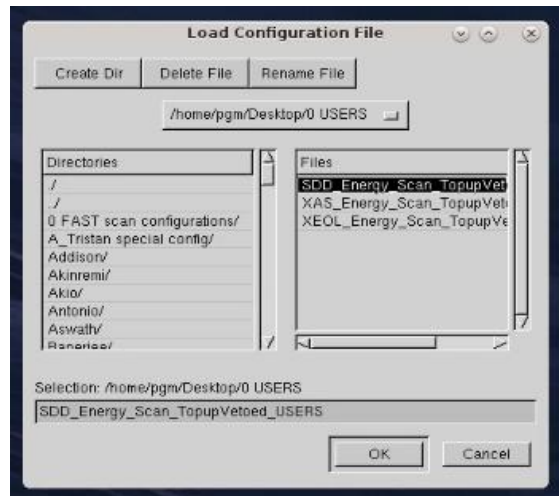 Load Configuration File
Create Dir Delete File Rename File
/home/pgm/Desktop/0 USERS
Directories
/
./
0 FAST scan configurations/
A_Tristan special config/
Addison/
Akinremi/
Akio/
Antonio/
Aswath/
Banerjee/
Files
SDD_Energy_Scan_TopupVet
XAS_Energy_Scan_TopupVet
XEOL_Energy_Scan_TopupVe
Selection: /home/pgm/Desktop/0 USERS
SDD_Energy_Scan_TopupVetoed_USERS
OK Cancel